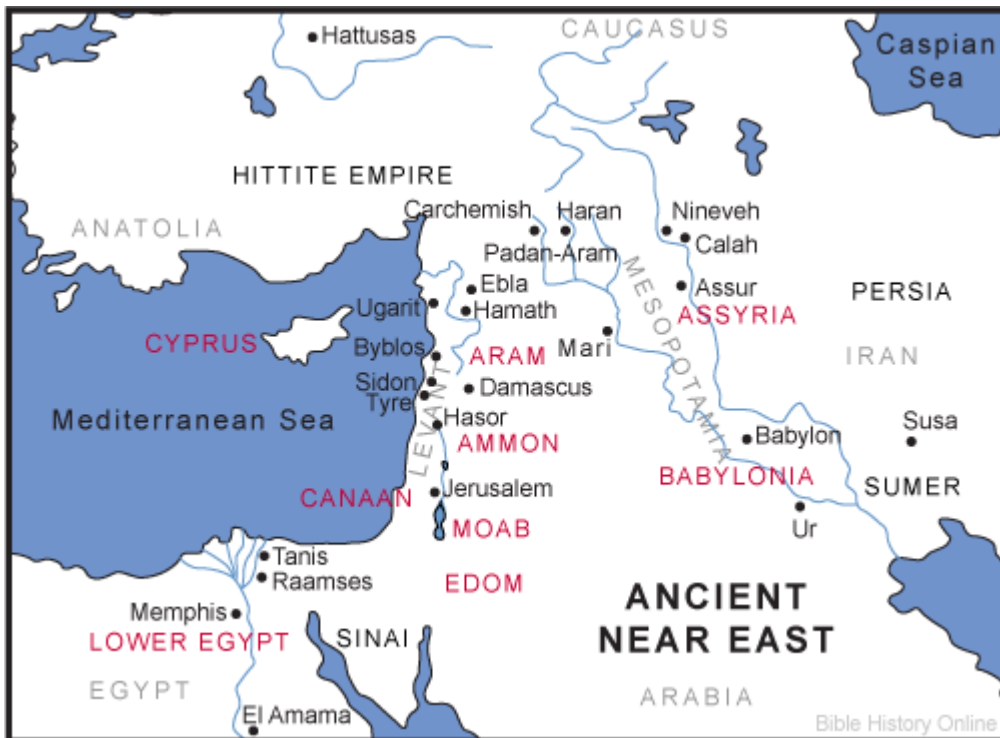 CAUCASUS
Hattusas
Caspian
Sea
HITTITE EMPIRE
Carchemish
Haran
Nineveh
ANATOLIA
Padan-Aram
Calah
Ebla
Assur
Ugarit
Hamath
MESOPOTAMIA
PERSIA
ASSYRIA
CYPRUS
Byblos
ARAM
Mari
IRAN
Sidon
Tyre
Damascus
LEVANT
Mediterranean Sea
Hasor
Susa
AMMON
Babylon
BABYLONIA
SUMER
CANAAN
Jerusalem
MOAB
Ur
Tanis
Raamses
EDOM
ANCIENT
NEAR EAST
Memphis
LOWER EGYPT
SINAI
EGYPT
ARABIA
El Amama
Bible History Online